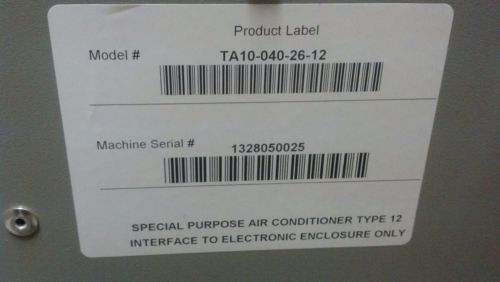 Product Label
Model # TA10-040-26-12
Machine Serial # 1328050025
SPECIAL PURPOSE AIR CONDITIONER TYPE 12
INTERFACE TO ELECTRONIC ENCLOSURE ONLY